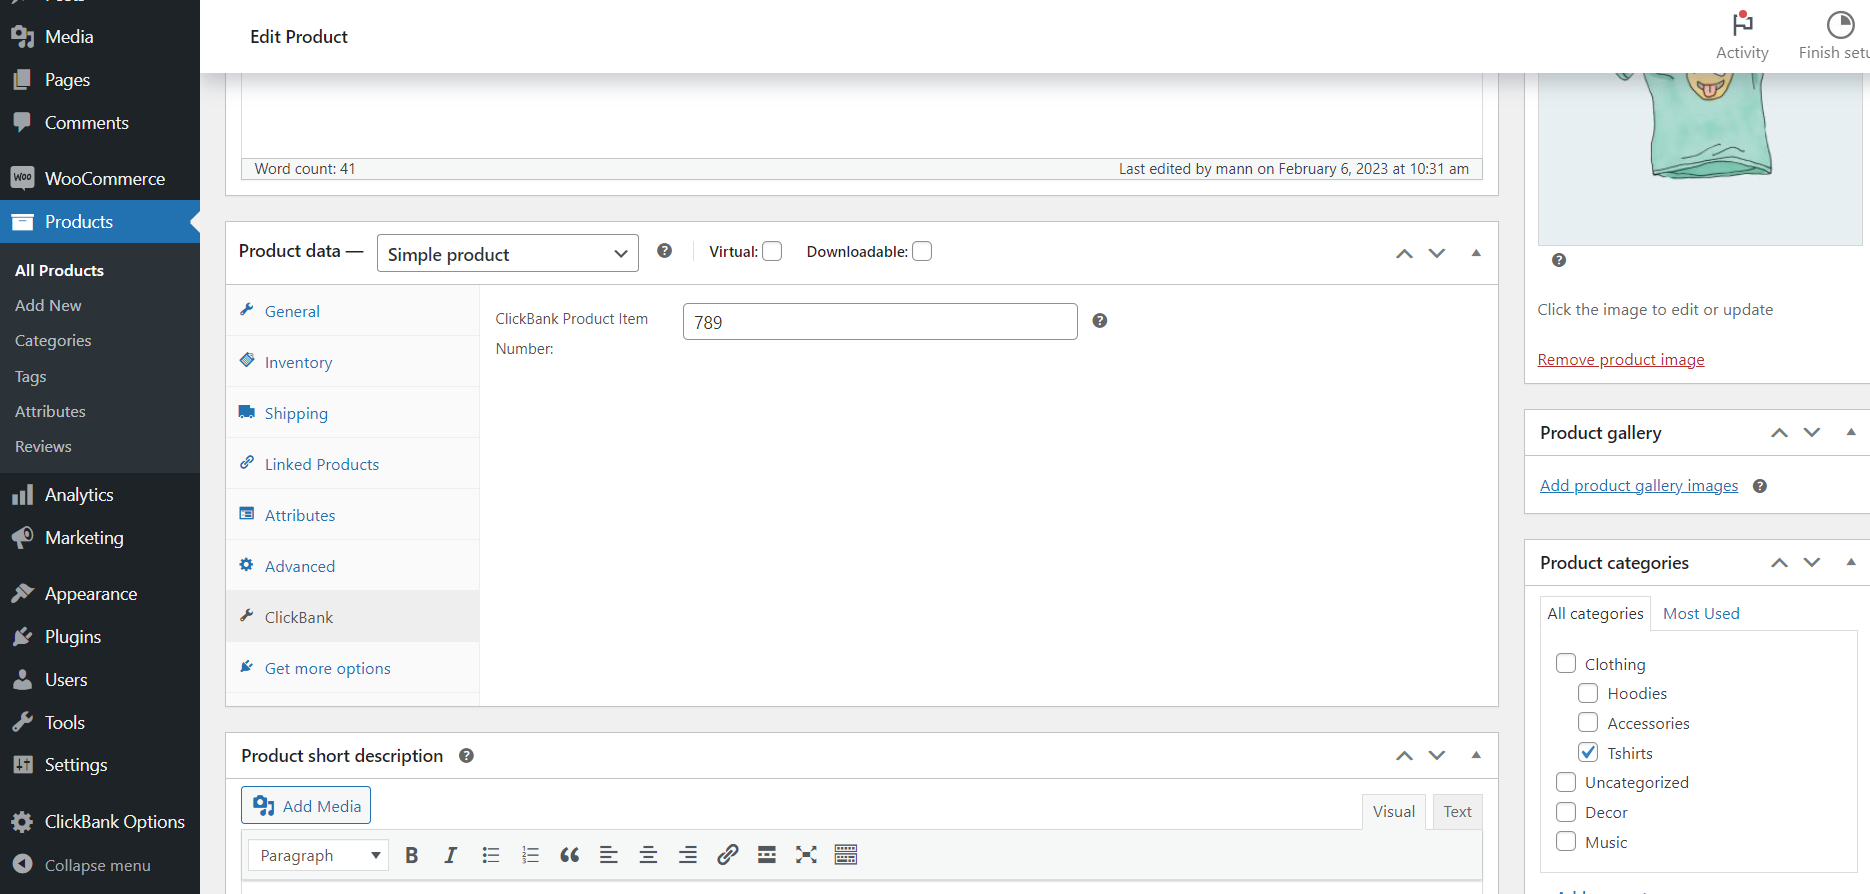 Media
Pages
Comments
WooCommerce
Products
All Products
Add New
Categories
Tags
Attributes
Reviews
Analytics
Marketing
Appearance
Plugins
Users
Tools
Settings
ClickBank Options
Collapse menu
Edit Product
Activity
Finish setu
Word count: 41
Last edited by mann on February 6, 2023 at 10:31 am
Product data —
Simple product
Virtual:
Downloadable:
General
Inventory
Shipping
Linked Products
Attributes
Advanced
ClickBank
Get more options
ClickBank Product Item
Number:
789
Product short description
Add Media
Visual
Text
Paragraph
Click the image to edit or update
Remove product image
Product gallery
Add product gallery images
Product categories
All categories
Most Used
Clothing
Hoodies
Accessories
Tshirts
Uncategorized
Decor
Music